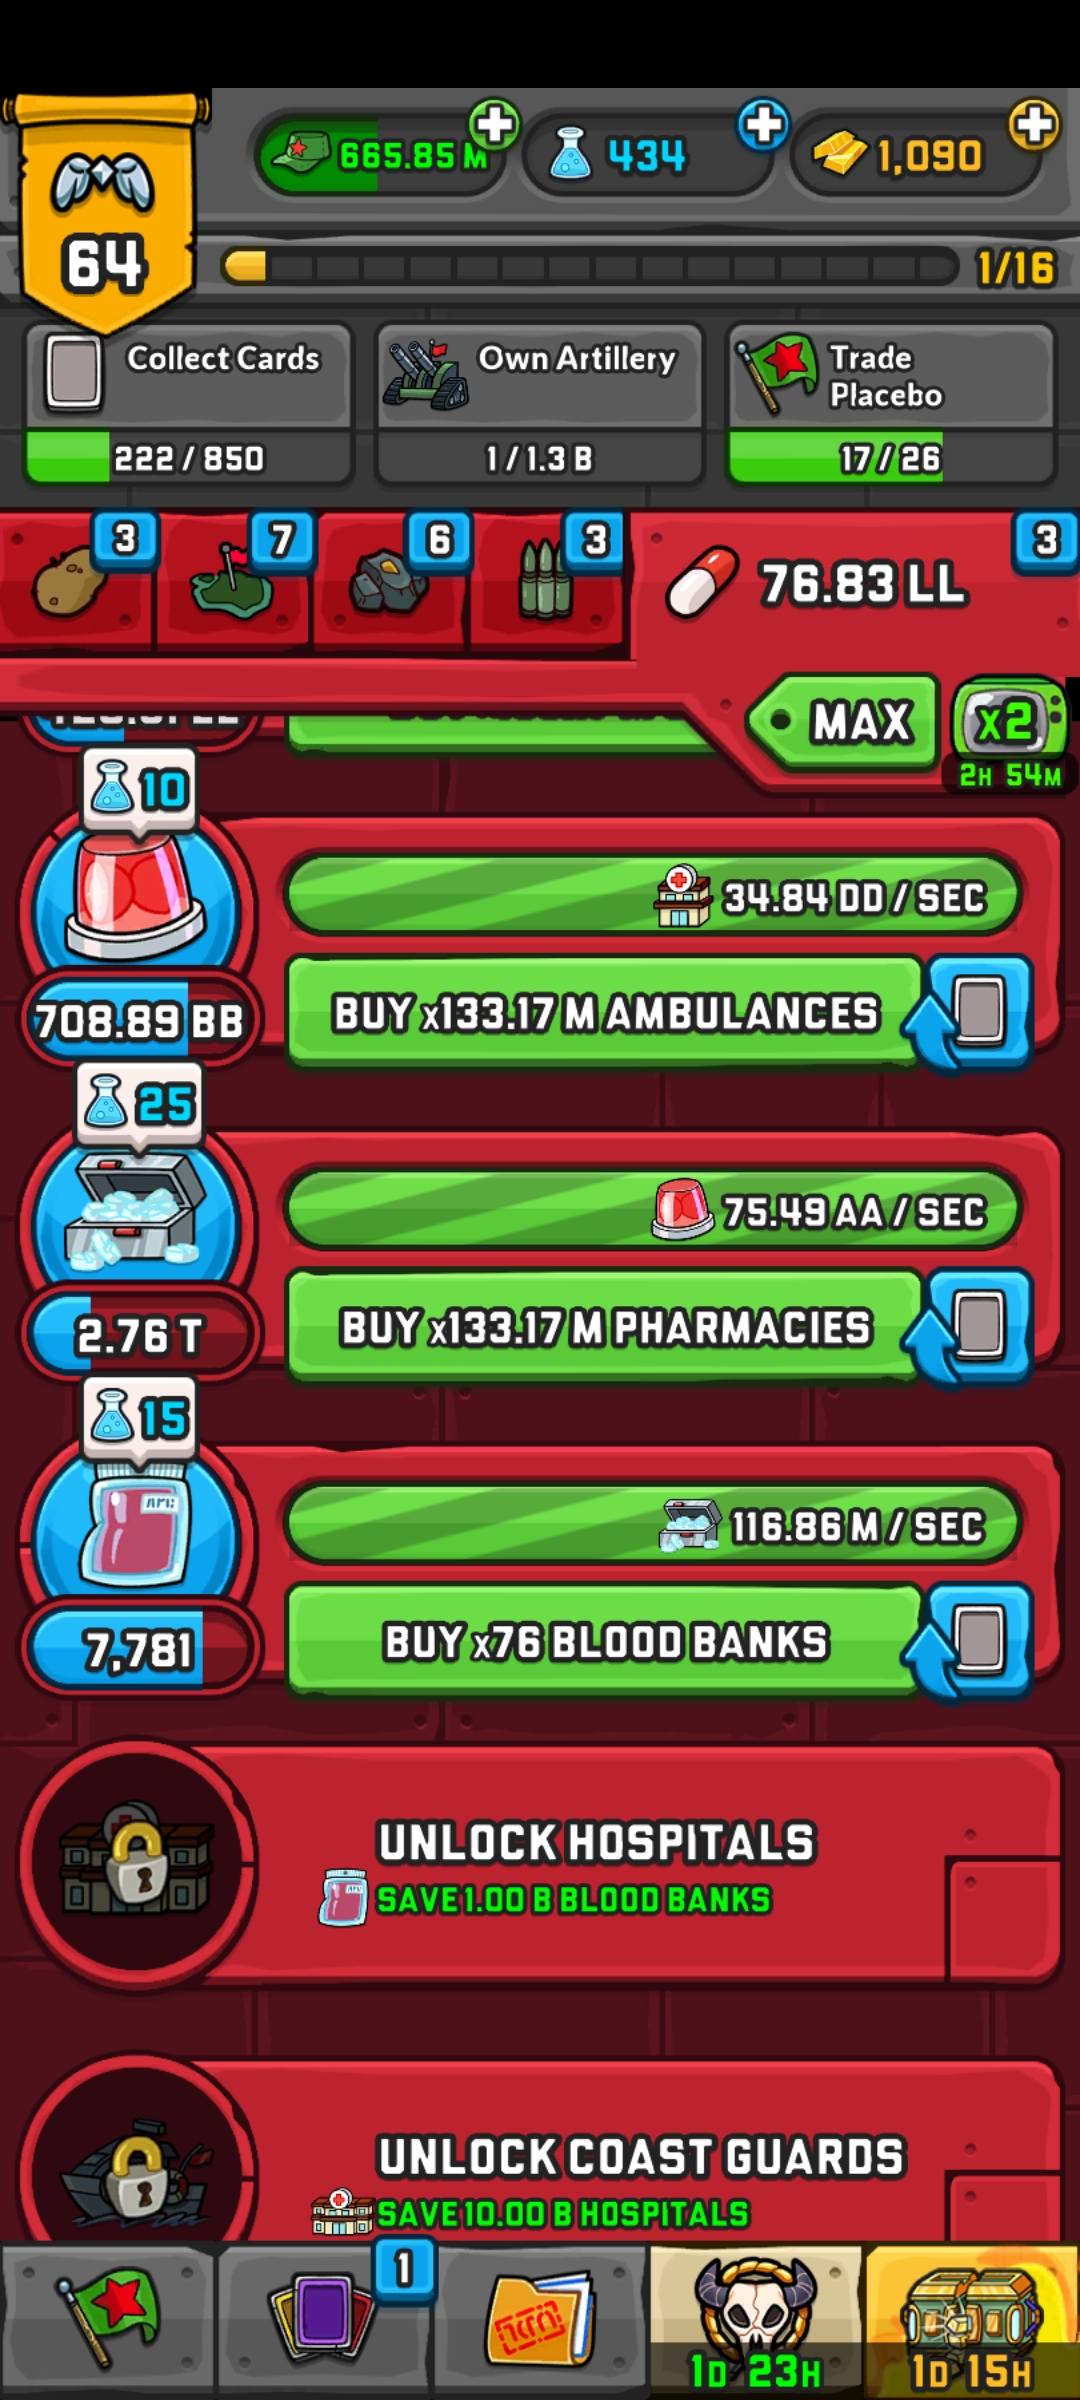 665.85 M
434
1,090
64
1/16
Collect Cards
222 / 850
Own Artillery
1 / 1.3 B
Trade
Placebo
17 / 26
3
7
6
3
76.83 LL
3
MAX
X2
2H 54M
10
34.84 DD / SEC
708.89 BB
BUY x133.17 M AMBULANCES
25
75.49 AA / SEC
2.76 T
BUY x133.17 M PHARMACIES
15
116.86 M / SEC
7,781
BUY x76 BLOOD BANKS
UNLOCK HOSPITALS
SAVE 1.00 B BLOOD BANKS
UNLOCK COAST GUARDS
SAVE 10.00 B HOSPITALS
1
1D 23H
1D 15H